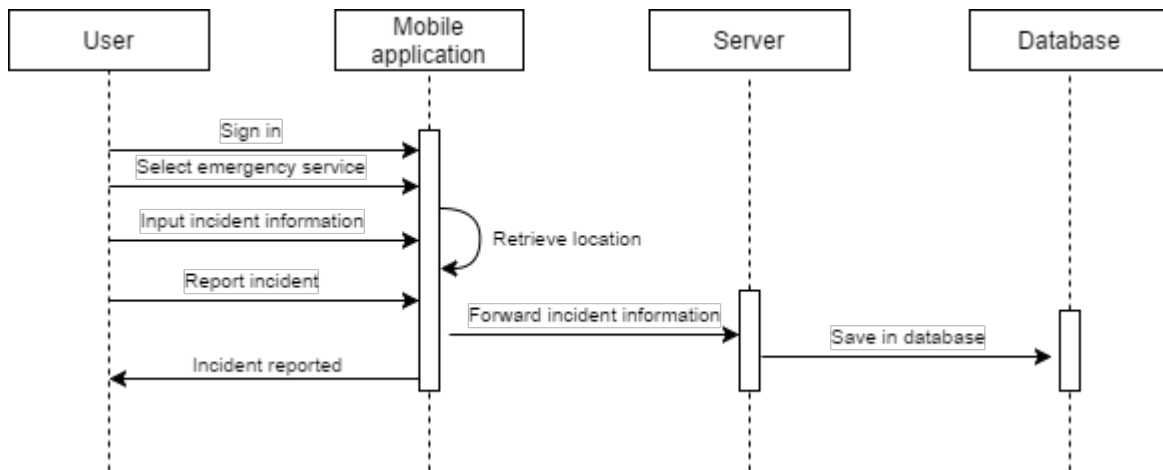 User
Mobile
application
Server
Database
Sign in
Select emergency service
Input incident information
Retrieve location
Report incident
Forward incident information
Save in database
Incident reported